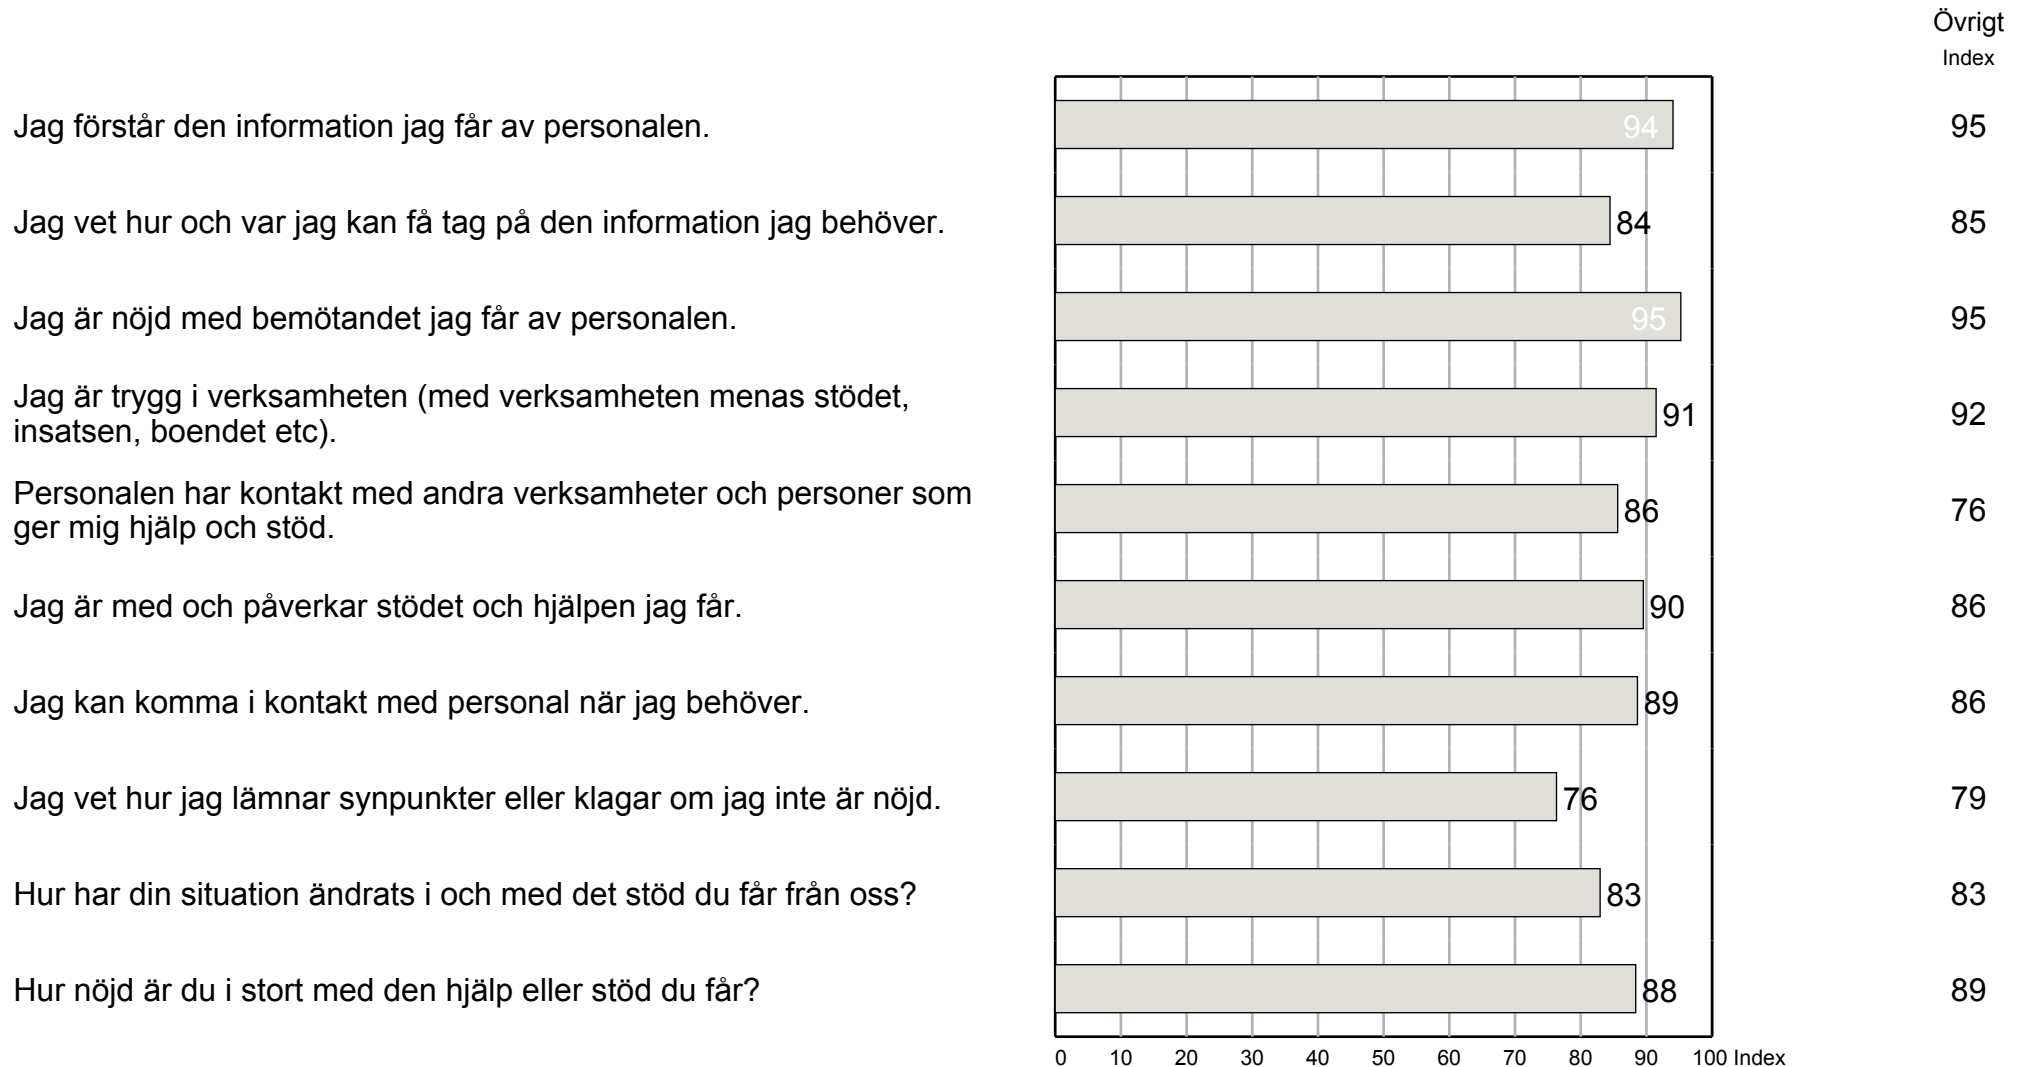 Övrigt
Index
Jag förstår den information jag får av personalen. 94 95
Jag vet hur och var jag kan få tag på den information jag behöver. 84 85
Jag är nöjd med bemötandet jag får av personalen. 95 95
Jag är trygg i verksamheten (med verksamheten menas stödet,
insatsen, boendet etc). 91 92
Personalen har kontakt med andra verksamheter och personer som
ger mig hjälp och stöd. 86 76
Jag är med och påverkar stödet och hjälpen jag får. 90 86
Jag kan komma i kontakt med personal när jag behöver. 89 86
Jag vet hur jag lämnar synpunkter eller klagar om jag inte är nöjd. 76 79
Hur har din situation ändrats i och med det stöd du får från oss? 83 83
Hur nöjd är du i stort med den hjälp eller stöd du får? 88 89
0 10 20 30 40 50 60 70 80 90 100 Index